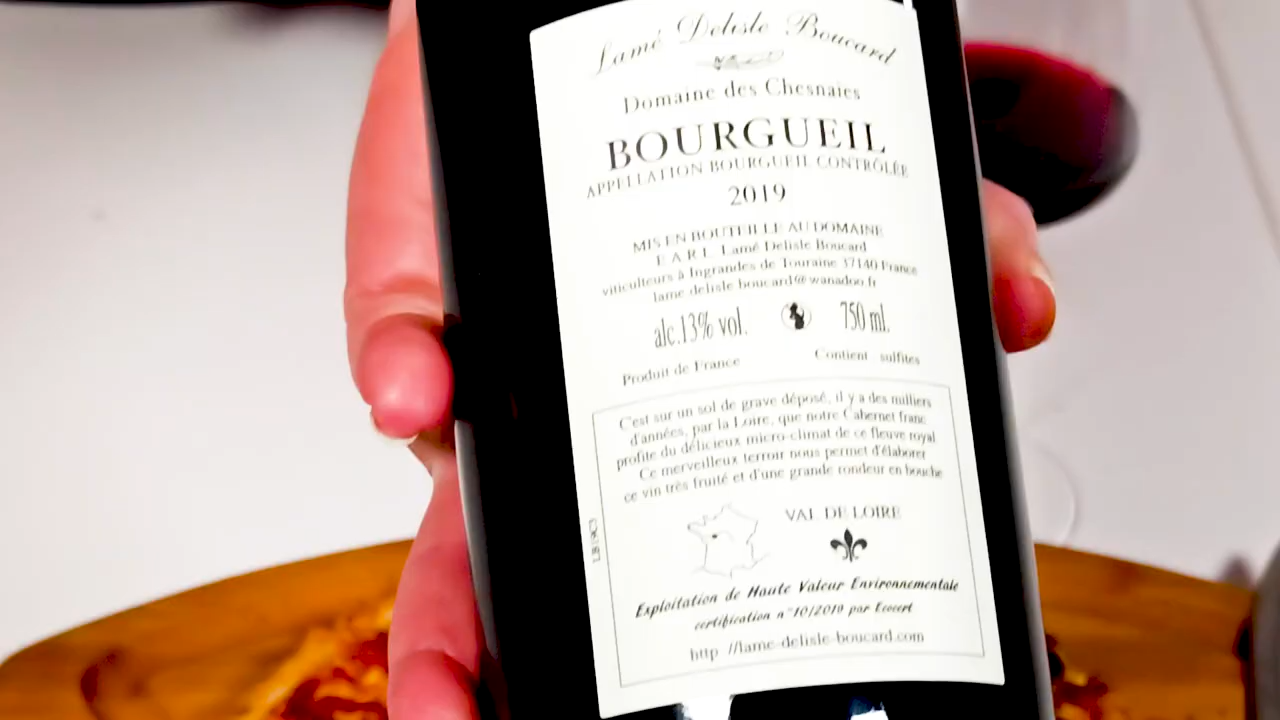 Lamé Delisle Boucard
Domaine des Chesnaies
BOURGUEIL
APPELLATION BOURGUEIL CONTRÔLÉE
2019
MIS EN BOUTEILLE AU DOMAINE
E A R L Lamé Delisle Boucard
viticulteurs à Ingrandes de Touraine 37140 France
lame delisle boucard@wanadoo fr
alc.13% vol. 750 ml.
Produit de France Contient sulfites
C'est sur un sol de grave déposé, il y a des milliers
d'années, par la Loire, que notre Cabernet franc
profite du délicieux micro-climat de ce fleuve royal
Ce merveilleux terroir nous permet d'élaborer
ce vin très fruité et d'une grande rondeur en bouche
VAL DE LOIRE
Exploitation de Haute Valeur Environnementale
certification n°10/2019 par Ecocert
http //lame-delisle-boucard.com